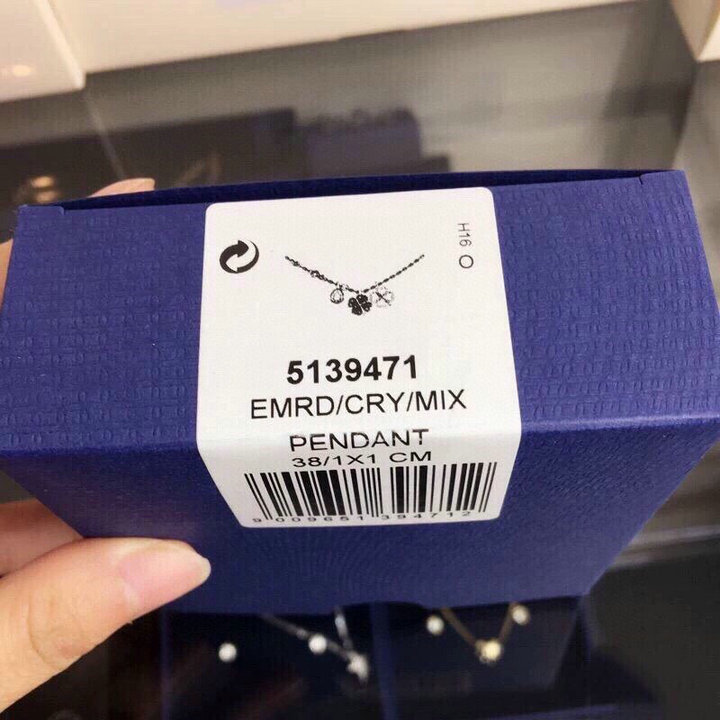 H16 O
5139471
EMRD/CRY/MIX
PENDANT
38/1X1 CM
9 009651 394712